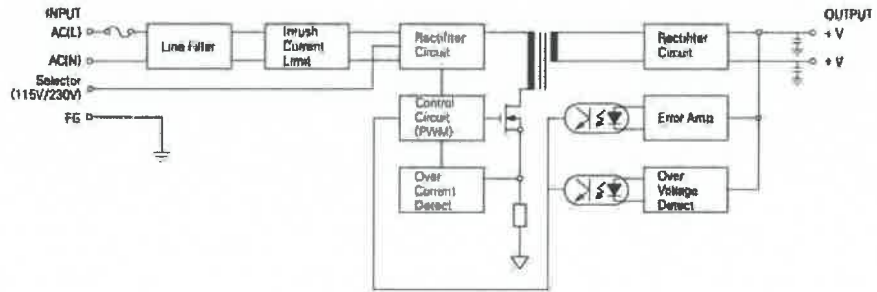 INPUT
AC(L)
AC(N)
Selector
(115V/230V)
FG
Line Filter
Inrush
Current
Limit
Rectifier
Circuit
Control
Circuit
(PWM)
Over
Current
Detect
Rectifier
Circuit
Error Amp
Over
Voltage
Detect
OUTPUT
+ V
+ V